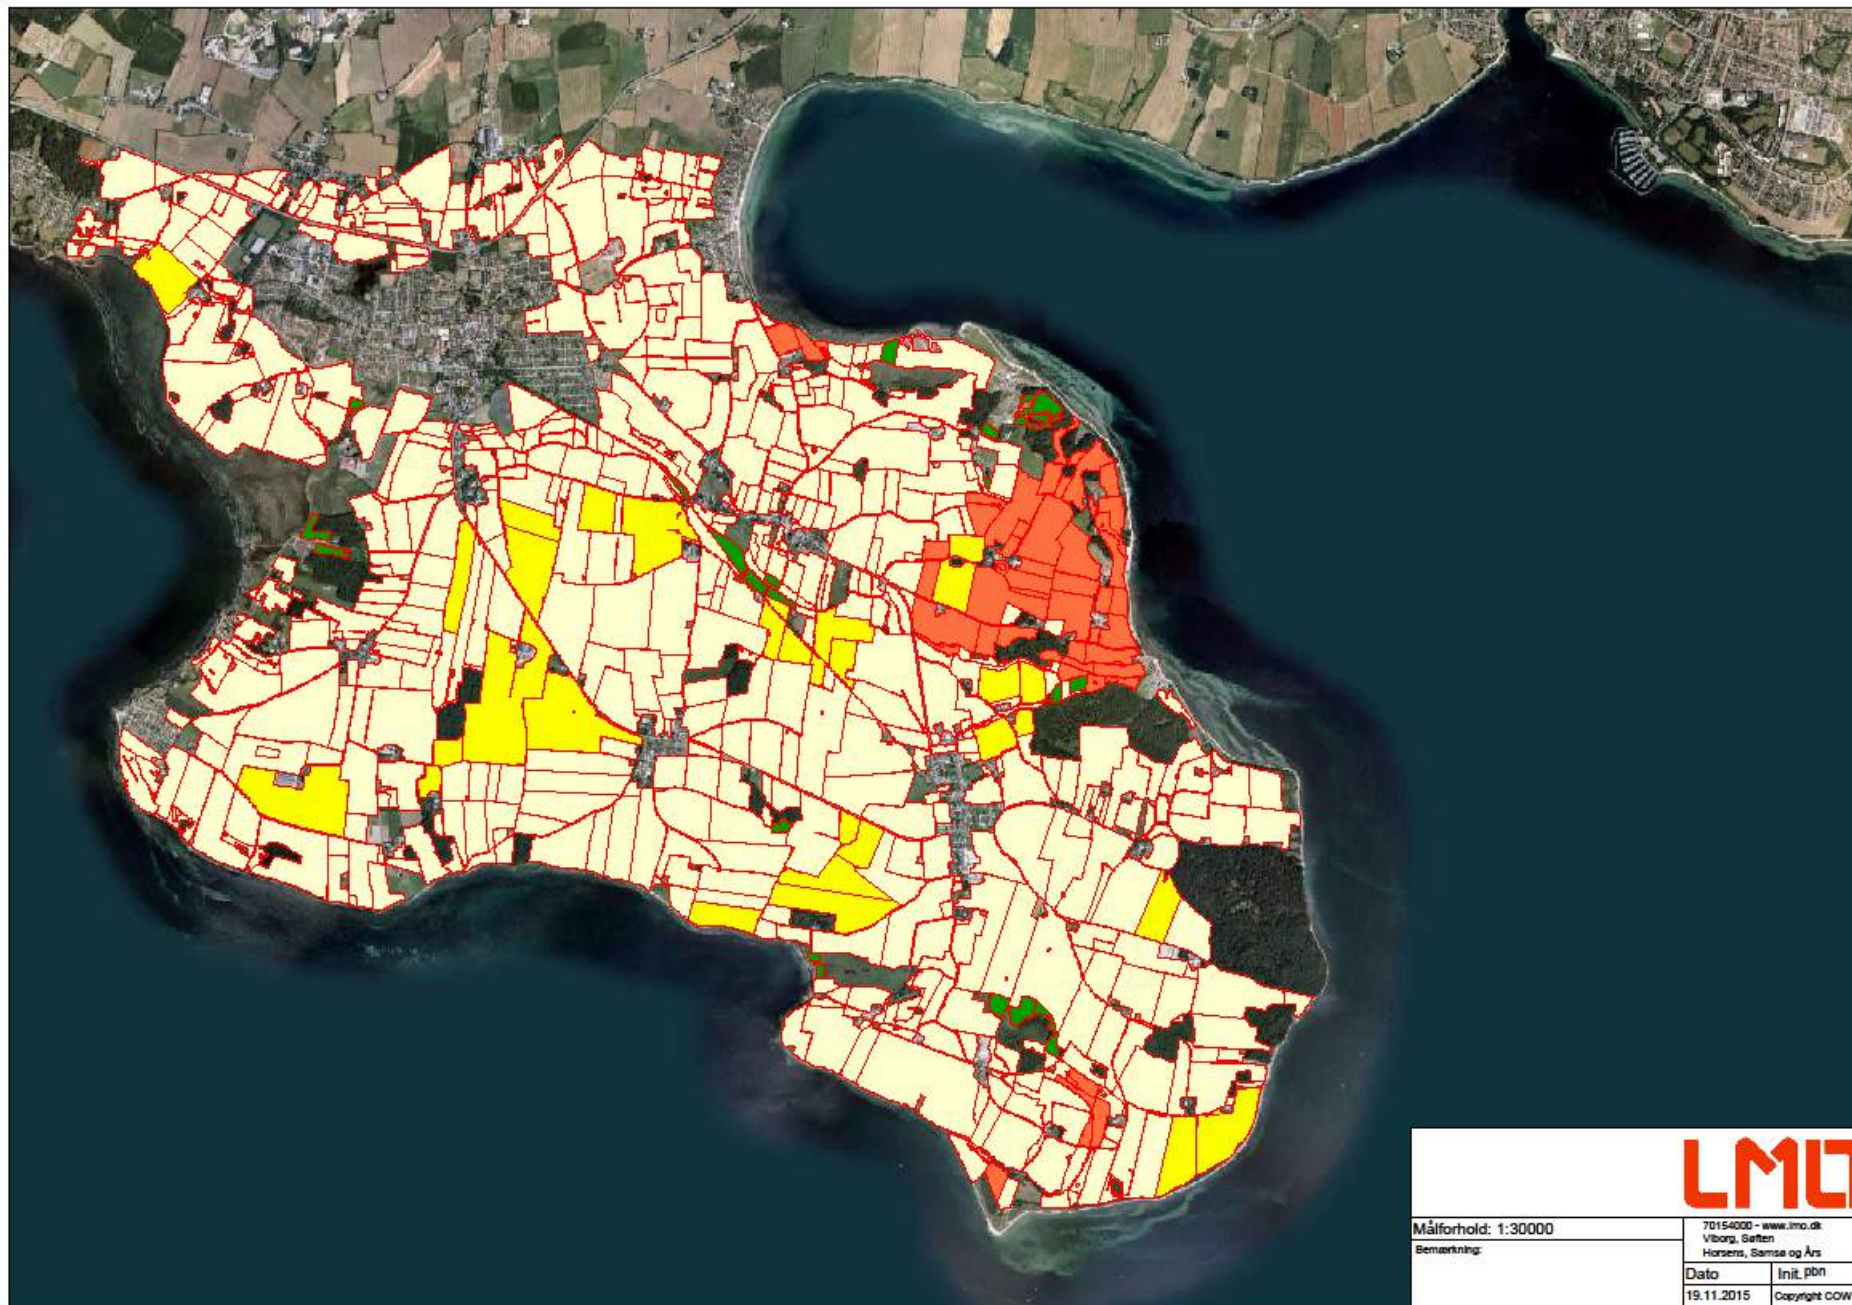 LMO
Målforhold: 1:30000
Bemærkning:
70154000 - www.lmo.dk
Viborg, Søften
Horsens, Samsø og Års
Dato
Init. pbn
19.11.2015
Copyright COW